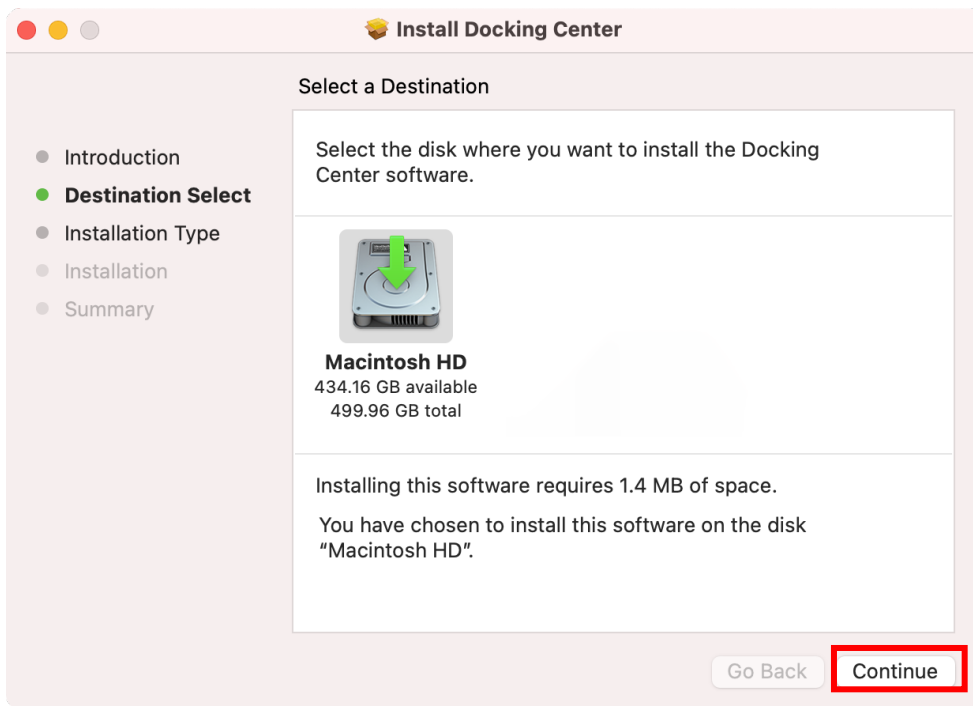 Install Docking Center
Select a Destination
Introduction
Destination Select
Installation Type
Installation
Summary
Select the disk where you want to install the Docking
Center software.
Macintosh HD
434.16 GB available
499.96 GB total
Installing this software requires 1.4 MB of space.
You have chosen to install this software on the disk
“Macintosh HD”.
Go Back
Continue